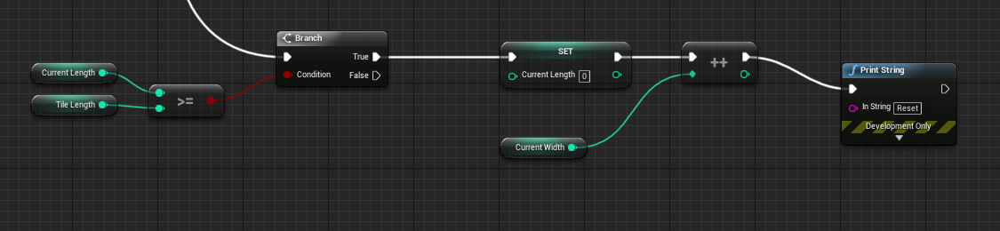 Branch
True
Condition
False
Current Length
Tile Length
>=
SET
Current Length 0
++
Current Width
Print String
In String Reset
Development Only